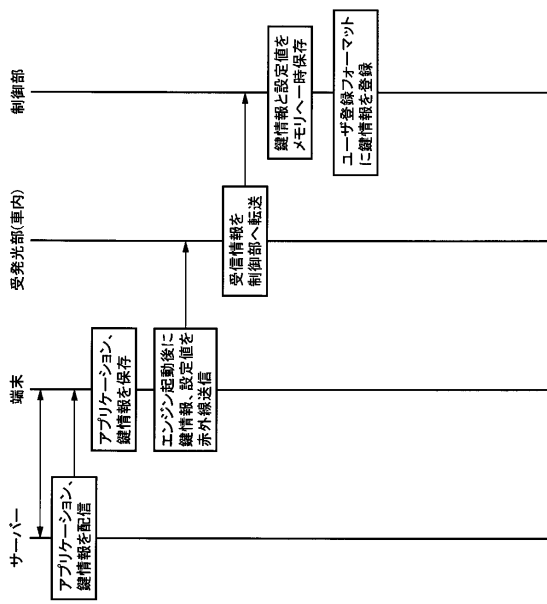 サーバー
端末
受発光部(車内)
制御部
アプリケーション、
鍵情報を配信
アプリケーション、
鍵情報を保存
エンジン起動後に
鍵情報、設定値を
赤外線送信
受信情報を
制御部へ転送
鍵情報と設定値を
メモリへ一時保存
ユーザ登録フォーマット
に鍵情報を登録